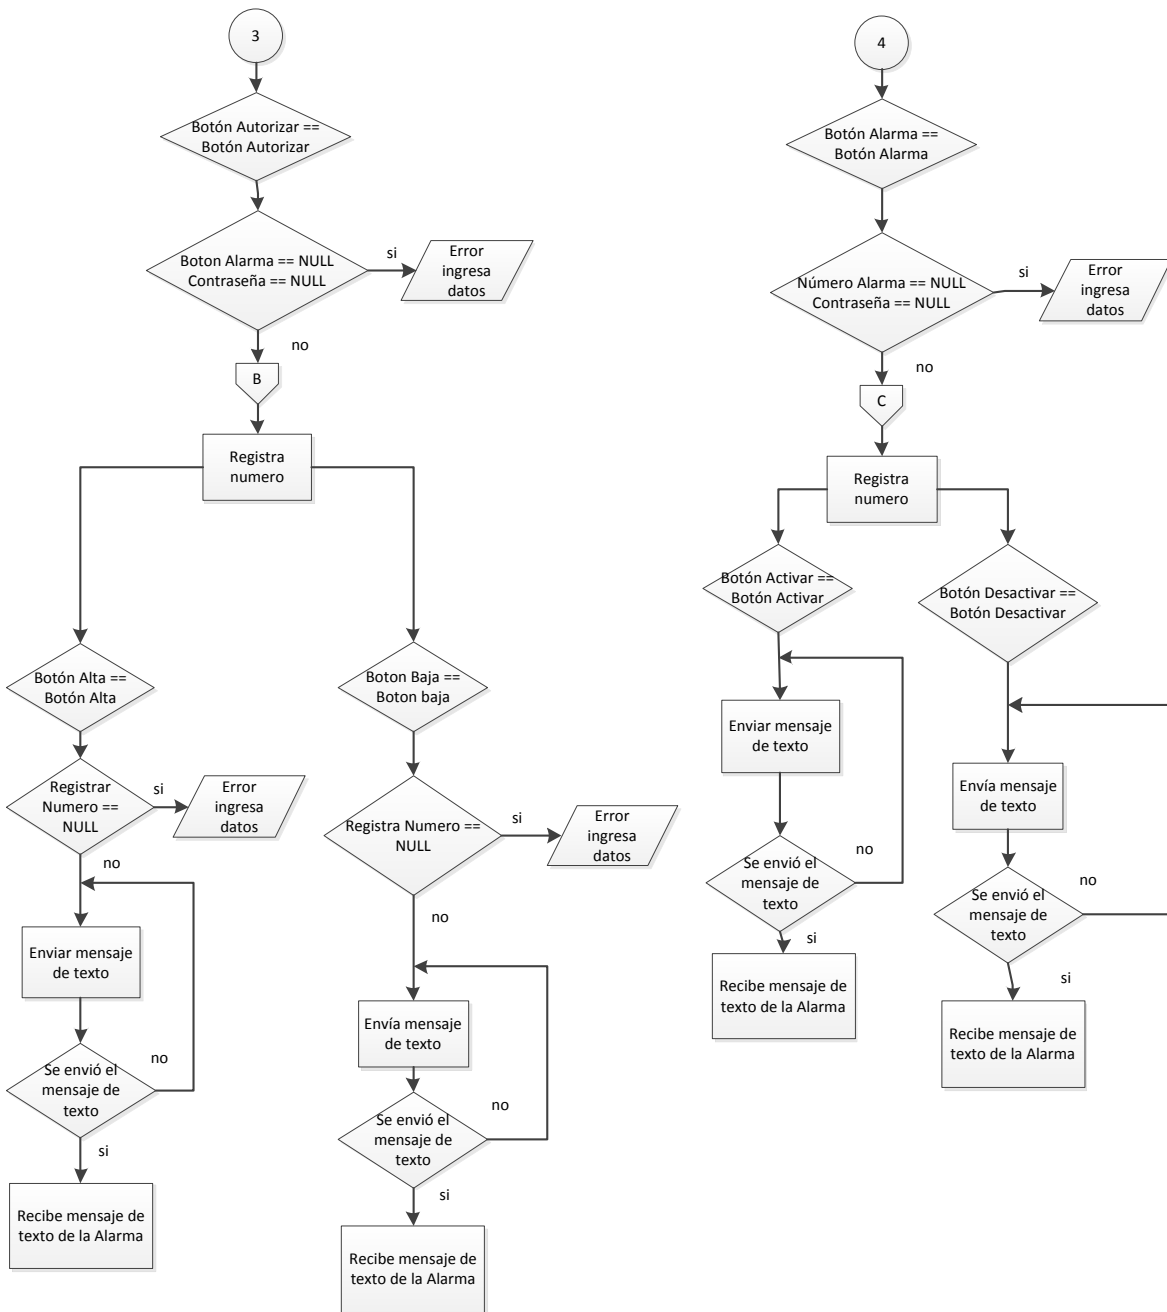 3
Botón Autorizar ==
Botón Autorizar
Boton Alarma == NULL
Contraseña == NULL
si
Error
ingresa
datos
no
B
Registra
numero
Botón Alta ==
Botón Alta
Registrar
Numero ==
NULL
si
Error
ingresa
datos
no
Enviar mensaje
de texto
Se envió el
mensaje de
texto
no
si
Recibe mensaje de
texto de la Alarma
Boton Baja ==
Boton baja
Registra Numero ==
NULL
si
Error
ingresa
datos
no
Envía mensaje
de texto
Se envió el
mensaje de
texto
no
si
Recibe mensaje de
texto de la Alarma
4
Botón Alarma ==
Botón Alarma
Número Alarma == NULL
Contraseña == NULL
si
Error
ingresa
datos
no
C
Registra
numero
Botón Activar ==
Botón Activar
Enviar mensaje
de texto
Se envió el
mensaje de
texto
no
si
Recibe mensaje de
texto de la Alarma
Botón Desactivar ==
Botón Desactivar
Envía mensaje
de texto
Se envió el
mensaje de
texto
no
si
Recibe mensaje de
texto de la Alarma